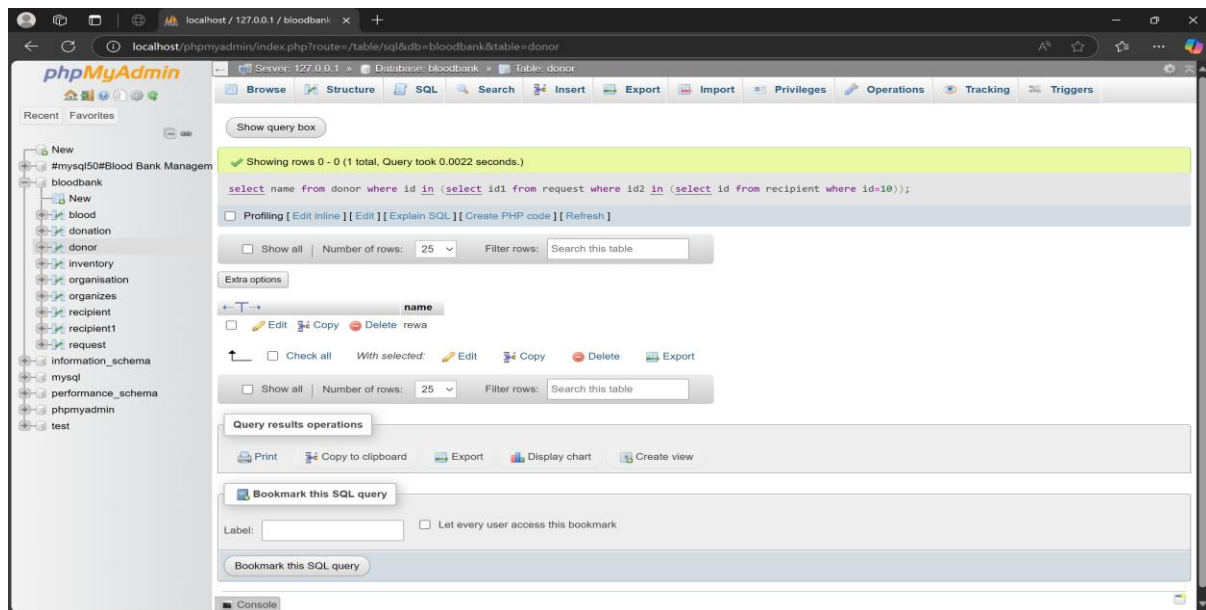 localhost / 127.0.0.1 / bloodbank
localhost/phpmyadmin/index.php?route=/table/sql&db=bloodbank&table=donor
phpMyAdmin
Recent Favorites
New
#mysql50#Blood Bank Managem
bloodbank
New
blood
donation
donor
inventory
organisation
organizes
recipient
recipient1
request
information_schema
mysql
performance_schema
phpmyadmin
test
Server: 127.0.0.1 » Database: bloodbank » Table: donor
Browse Structure SQL Search Insert Export Import Privileges Operations Tracking Triggers
Show query box
Showing rows 0 - 0 (1 total, Query took 0.0022 seconds.)
select name from donor where id in (select id1 from request where id2 in (select id from recipient where id=10));
Profiling [ Edit inline ] [ Edit ] [ Explain SQL ] [ Create PHP code ] [ Refresh ]
Show all | Number of rows: 25 Filter rows: Search this table
Extra options
←T→ name
Edit Copy Delete rewa
Check all With selected: Edit Copy Delete Export
Show all | Number of rows: 25 Filter rows: Search this table
Query results operations
Print Copy to clipboard Export Display chart Create view
Bookmark this SQL query
Label: Let every user access this bookmark
Bookmark this SQL query
Console